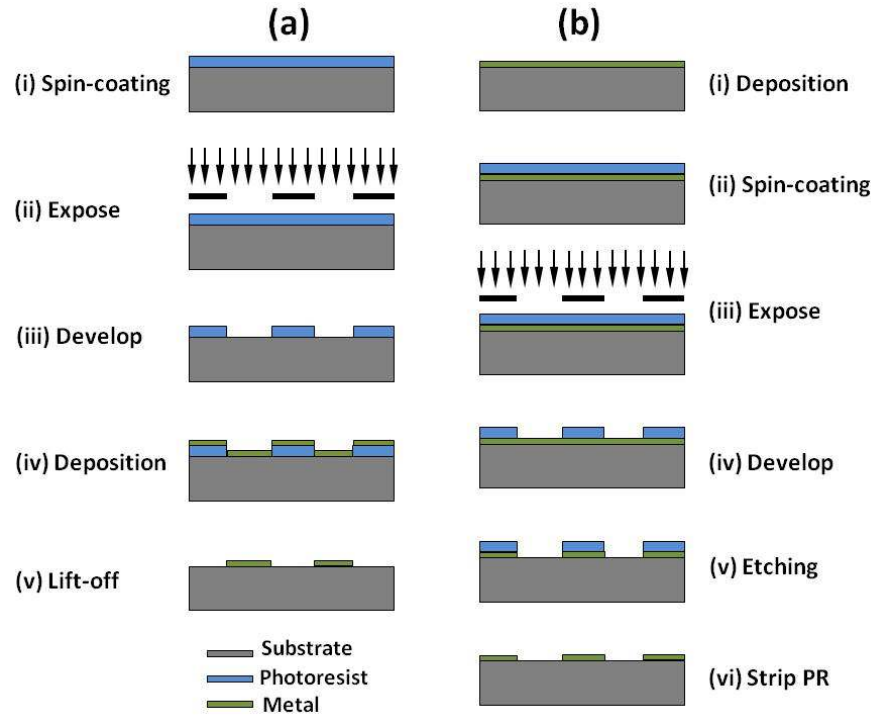 (a)
(i) Spin-coating
(ii) Expose
(iii) Develop
(iv) Deposition
(v) Lift-off
Substrate
Photoresist
Metal
(b)
(i) Deposition
(ii) Spin-coating
(iii) Expose
(iv) Develop
(v) Etching
(vi) Strip PR